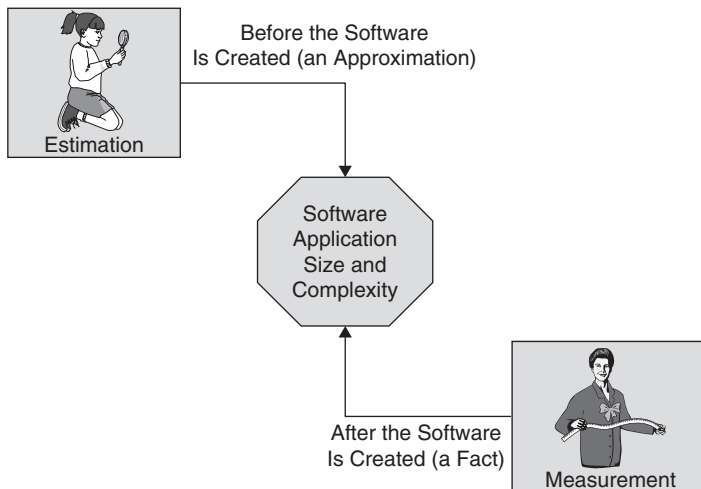 Before the Software
Is Created (an Approximation)
Estimation
Software
Application
Size and
Complexity
After the Software
Is Created (a Fact)
Measurement